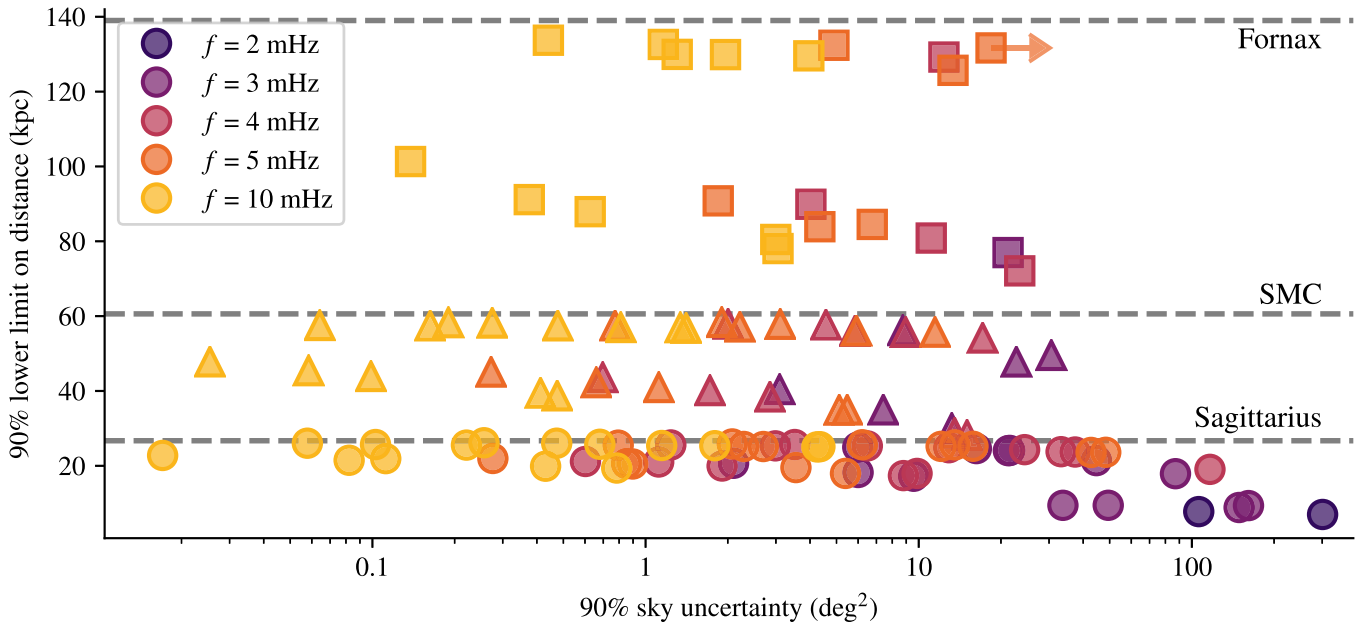 140
120
100
80
60
40
20
90% lower limit on distance (kpc)
f = 2 mHz
f = 3 mHz
f = 4 mHz
f = 5 mHz
f = 10 mHz
Fornax
SMC
Sagittarius
0.1 1 10 100
90% sky uncertainty (deg²)